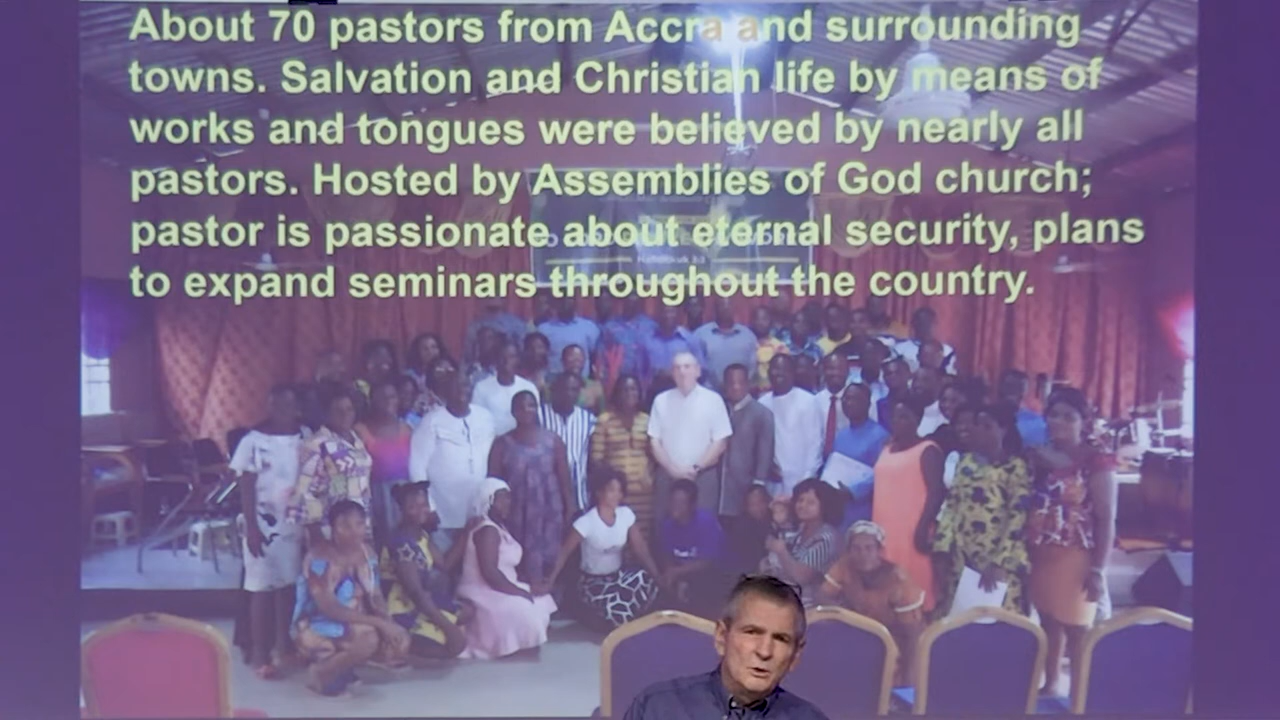 About 70 pastors from Accra and surrounding
towns. Salvation and Christian life by means of
works and tongues were believed by nearly all
pastors. Hosted by Assemblies of God church;
pastor is passionate about eternal security, plans
to expand seminars throughout the country.